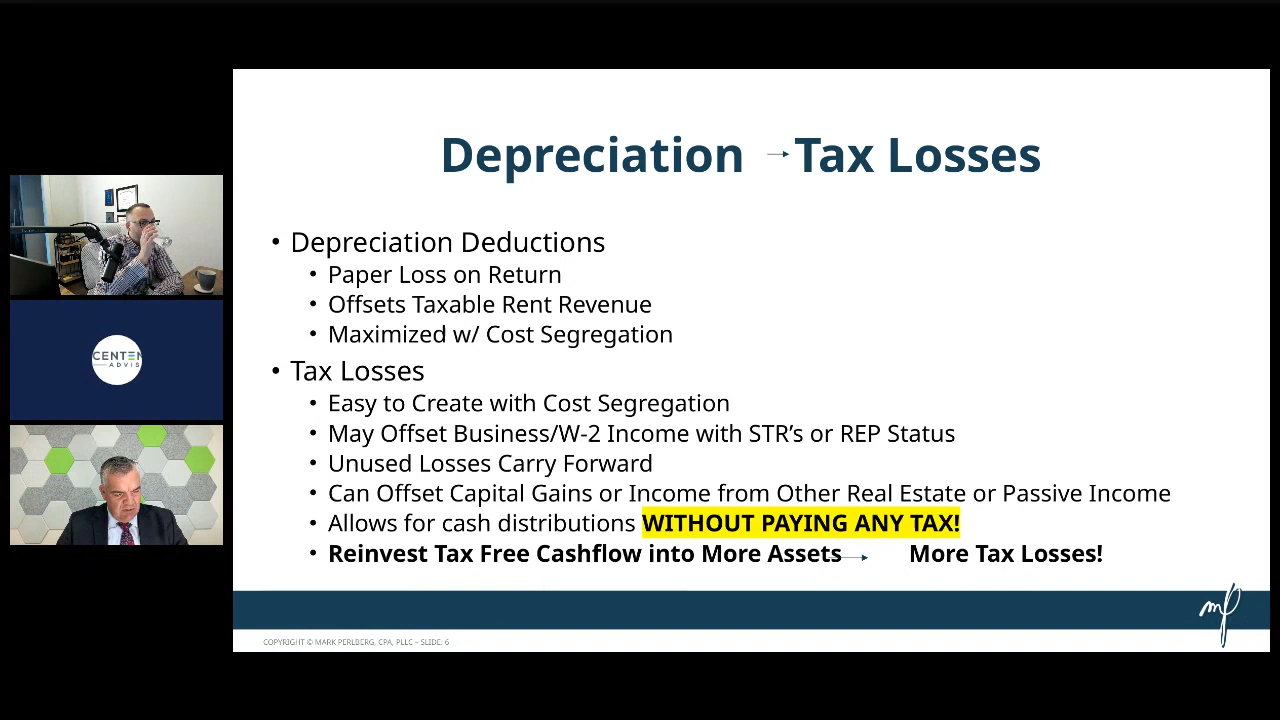 Depreciation → Tax Losses
• Depreciation Deductions
• Paper Loss on Return
• Offsets Taxable Rent Revenue
• Maximized w/ Cost Segregation
• Tax Losses
• Easy to Create with Cost Segregation
• May Offset Business/W-2 Income with STR's or REP Status
• Unused Losses Carry Forward
• Can Offset Capital Gains or Income from Other Real Estate or Passive Income
• Allows for cash distributions WITHOUT PAYING ANY TAX!
• Reinvest Tax Free Cashflow into More Assets → More Tax Losses!
CENTEN
ADVIS
mp
COPYRIGHT © MARK PERLBERG, CPA, PLLC – SLIDE: 6